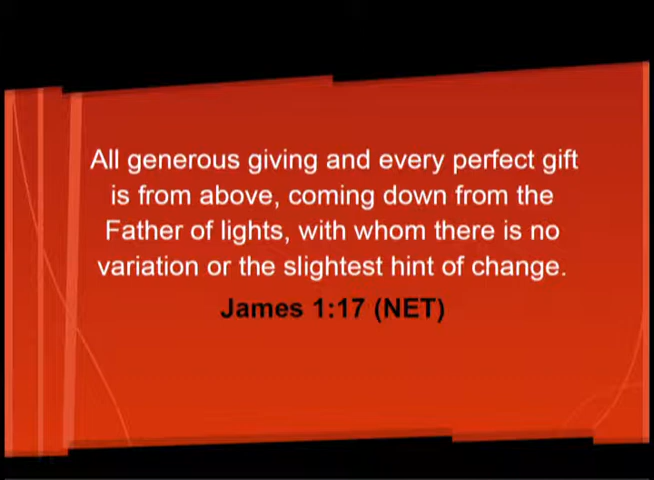 All generous giving and every perfect gift
is from above, coming down from the
Father of lights, with whom there is no
variation or the slightest hint of change.
James 1:17 (NET)